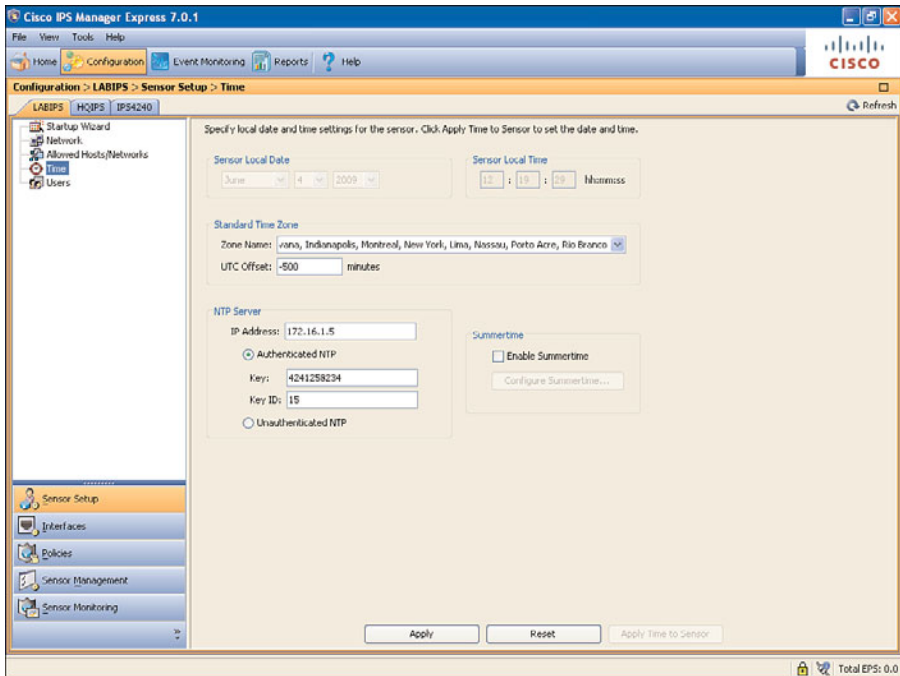 Cisco IPS Manager Express 7.0.1
File View Tools Help
Home Configuration Event Monitoring Reports Help
CISCO
Configuration > LABIPS > Sensor Setup > Time
LABIPS HQIPS IPS4240 Refresh
Startup Wizard
Network
Allowed Hosts/Networks
Time
Users
Specify local date and time settings for the sensor. Click Apply Time to Sensor to set the date and time.
Sensor Local Date
June 4 2009
Sensor Local Time
12 : 19 : 29 hh:mm:ss
Standard Time Zone
Zone Name: vana, Indianapolis, Montreal, New York, Lima, Nassau, Porto Acre, Rio Branco
UTC Offset: -500 minutes
NTP Server
IP Address: 172.16.1.5
Authenticated NTP
Key: 4241258234
Key ID: 15
Unauthenticated NTP
Summertime
Enable Summertime
Configure Summertime...
Sensor Setup
Interfaces
Policies
Sensor Management
Sensor Monitoring
Apply Reset Apply Time to Sensor
Total EPS: 0.0